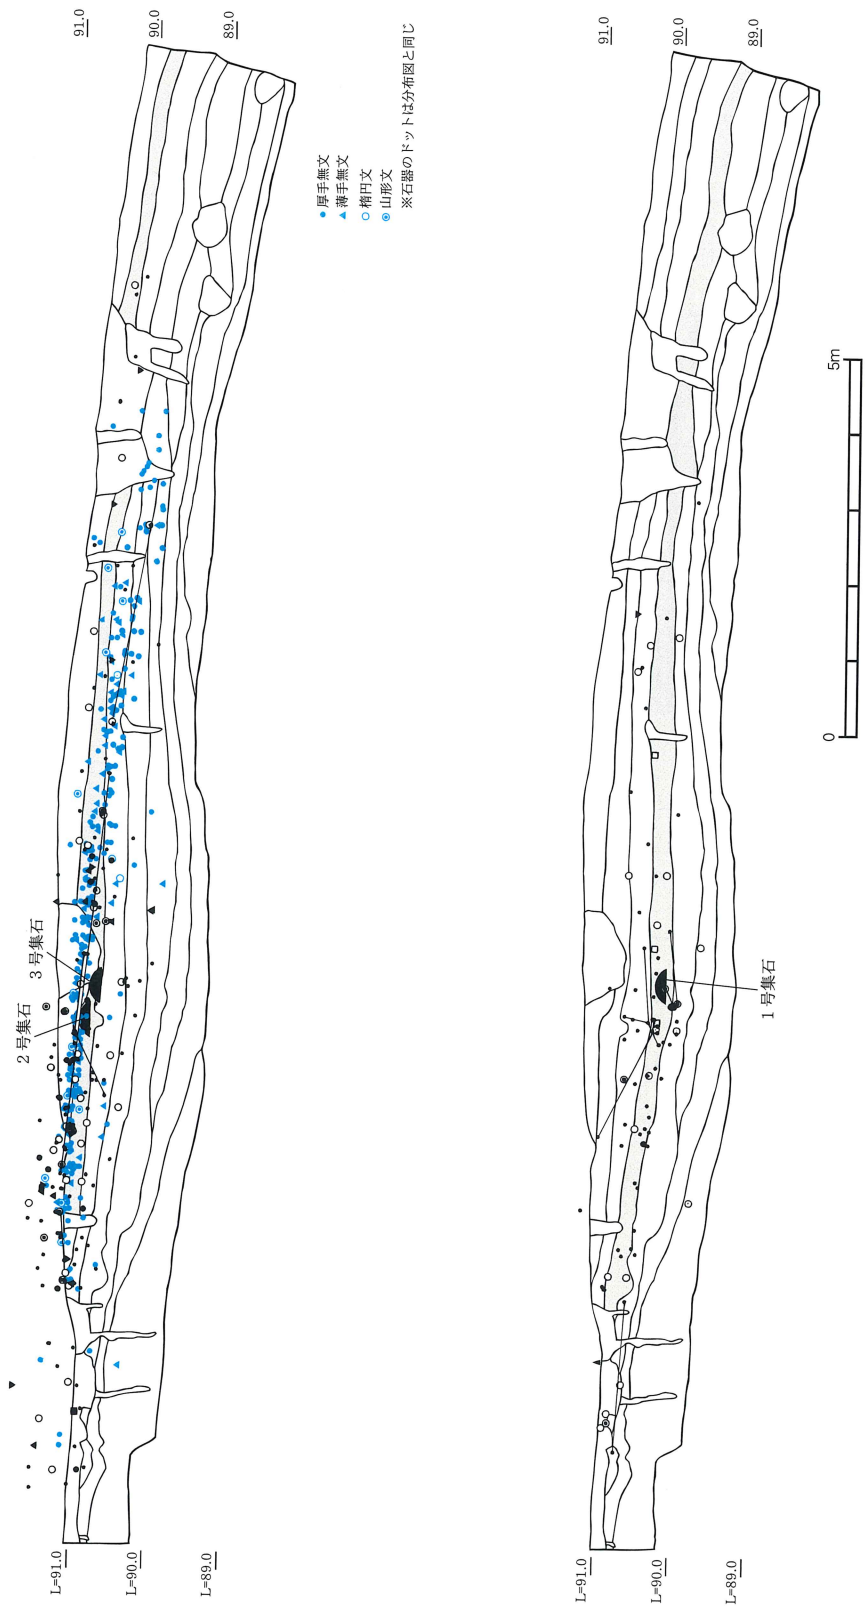 91.0
90.0
89.0
● 厚手無文
▲ 薄手無文
○ 楕円文
◎ 山形文
※石器のドットは分布図と同じ
3号集石
2号集石
L=91.0
L=90.0
L=89.0
91.0
90.0
89.0
1号集石
L=91.0
L=90.0
L=89.0
0
5m